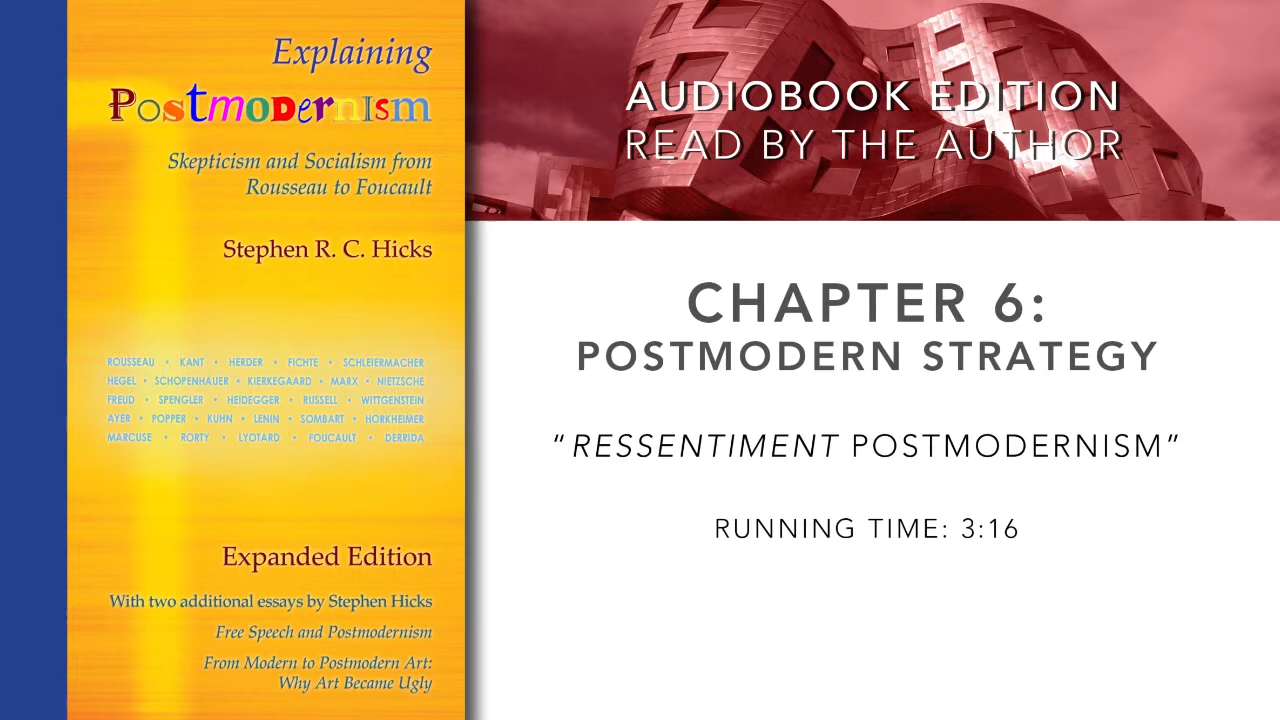 Explaining
Postmodernism
Skepticism and Socialism from
Rousseau to Foucault
Stephen R. C. Hicks
ROUSSEAU • KANT • HERDER • FICHTE • SCHLEIERMACHER
HEGEL • SCHOPENHAUER • KIERKEGAARD • MARX • NIETZSCHE
FREUD • SPENGLER • HEIDEGGER • RUSSELL • WITTGENSTEIN
AYER • POPPER • KUHN • LENIN • SOMBART • HORKHEIMER
MARCUSE • RORTY • LYOTARD • FOUCAULT • DERRIDA
Expanded Edition
With two additional essays by Stephen Hicks
Free Speech and Postmodernism
From Modern to Postmodern Art:
Why Art Became Ugly
AUDIOBOOK EDITION
READ BY THE AUTHOR
CHAPTER 6:
POSTMODERN STRATEGY
“RESSENTIMENT POSTMODERNISM”
RUNNING TIME: 3:16